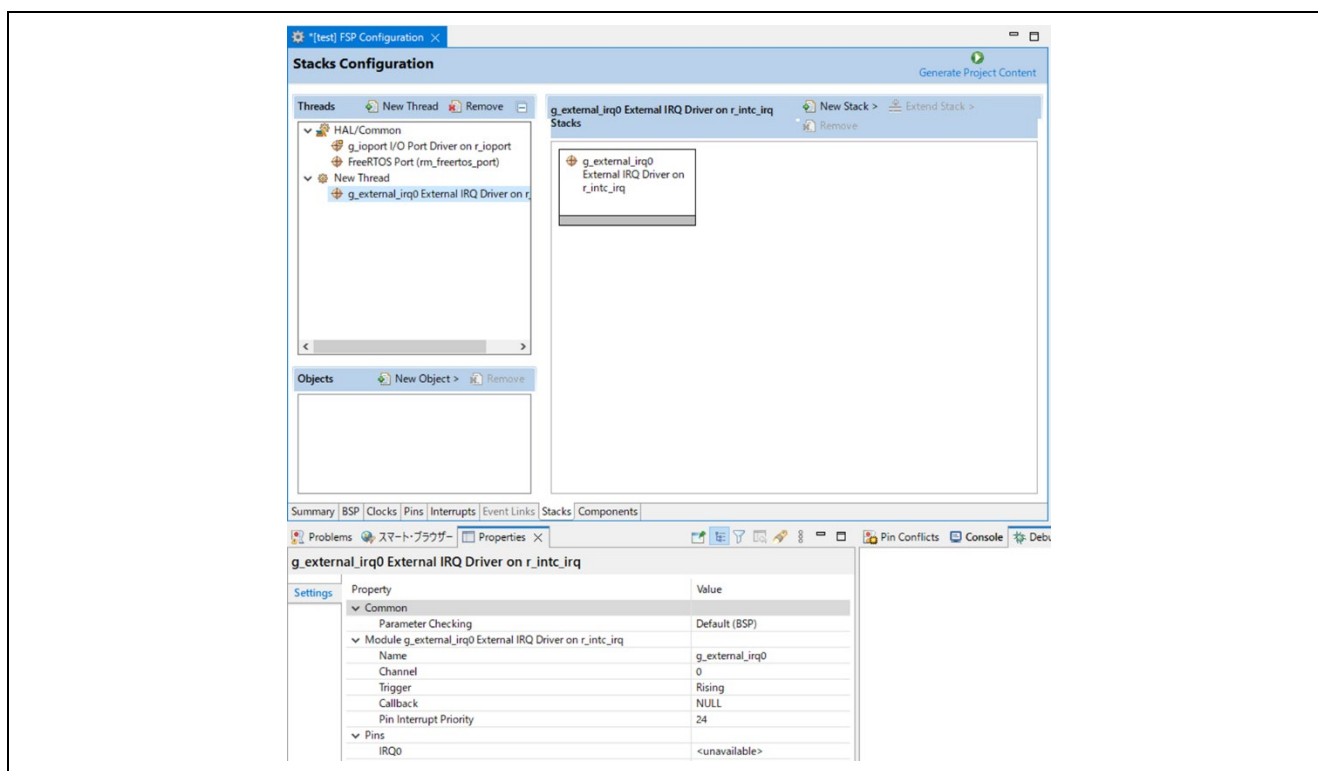 *[test] FSP Configuration
Stacks Configuration
Generate Project Content
Threads New Thread Remove
HAL/Common
g_ioport I/O Port Driver on r_ioport
FreeRTOS Port (rm_freertos_port)
New Thread
g_external_irq0 External IRQ Driver on r_
g_external_irq0 External IRQ Driver on r_intc_irq
Stacks
New Stack > Extend Stack >
Remove
g_external_irq0
External IRQ Driver on
r_intc_irq
Objects New Object > Remove
Summary BSP Clocks Pins Interrupts Event Links Stacks Components
Problems スマート・ブラウザー Properties
Pin Conflicts Console Debu
g_external_irq0 External IRQ Driver on r_intc_irq
Settings
Property Value
Common
Parameter Checking Default (BSP)
Module g_external_irq0 External IRQ Driver on r_intc_irq
Name g_external_irq0
Channel 0
Trigger Rising
Callback NULL
Pin Interrupt Priority 24
Pins
IRQ0 <unavailable>